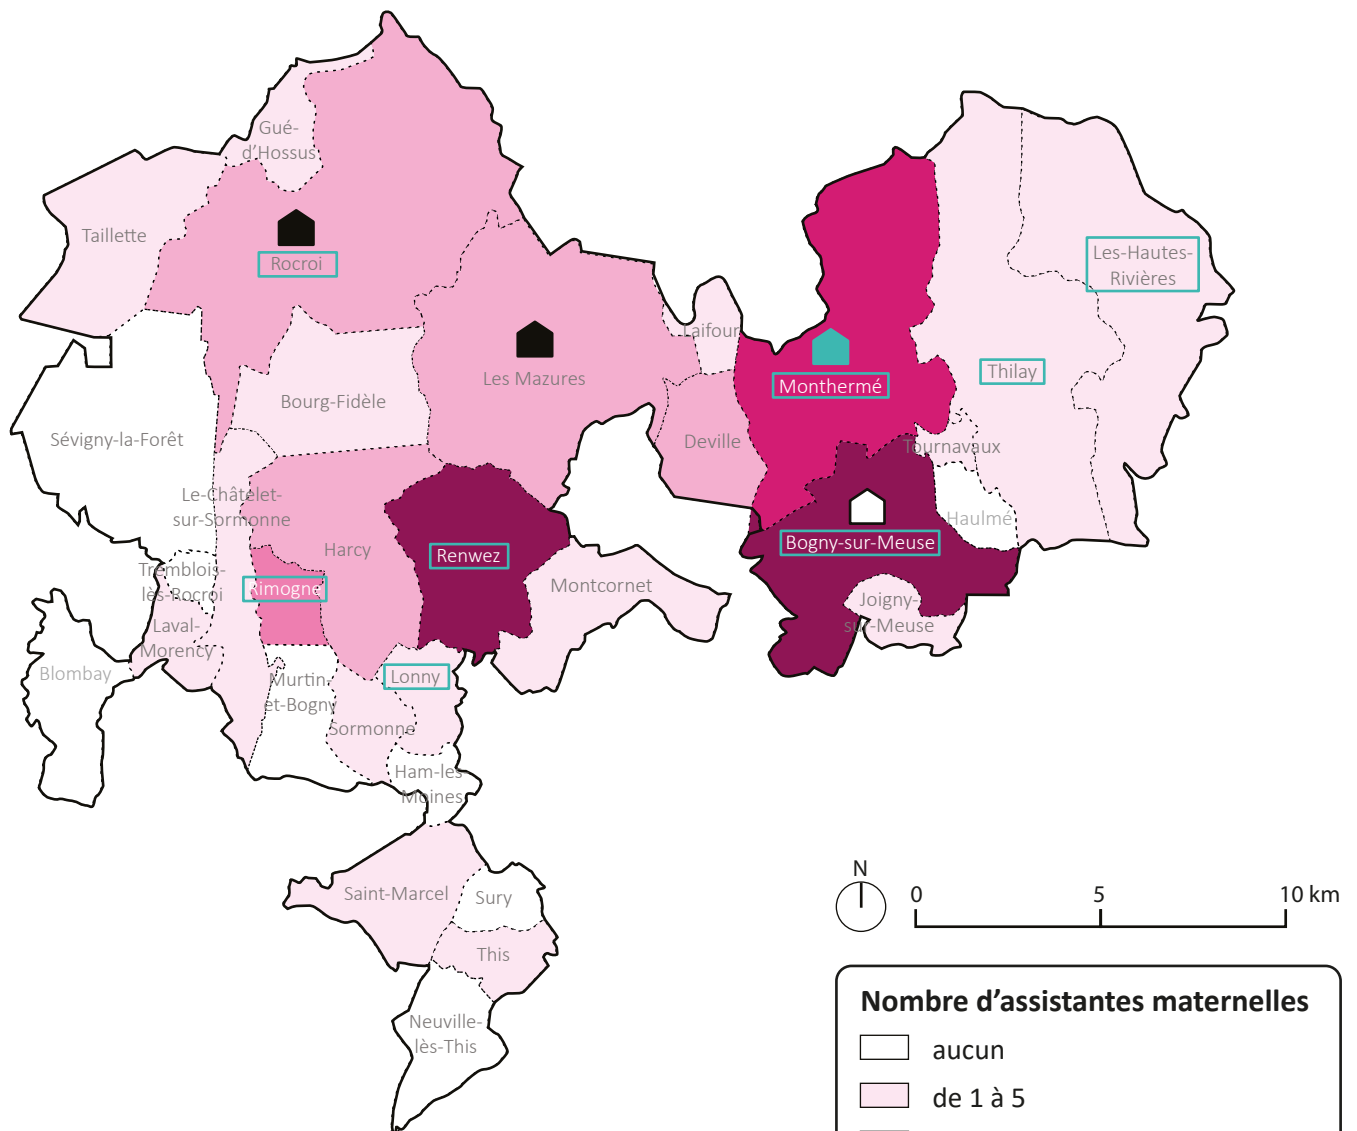 Gué-
d'Hossus
Taillette
Rocroi
Les-Hautes-
Rivières
Laifour
Thilay
Les Mazures
Monthermé
Bourg-Fidèle
Sévigny-la-Forêt
Deville
Tournavaux
Le-Châtelet-
sur-Sormonne
Haulmé
Harcy
Renwez
Bogny-sur-Meuse
Tremblois-
lès-Rocroi
Rimogne
Montcornet
Joigny-
sur-Meuse
Laval-
Morency
Blombay
Lonny
Murtin-
et-Bogny
Sormonne
Ham-les-
Moines
Saint-Marcel
Sury
This
Neuville-
lès-This
N
0 5 10 km
Nombre d'assistantes maternelles
aucun
de 1 à 5